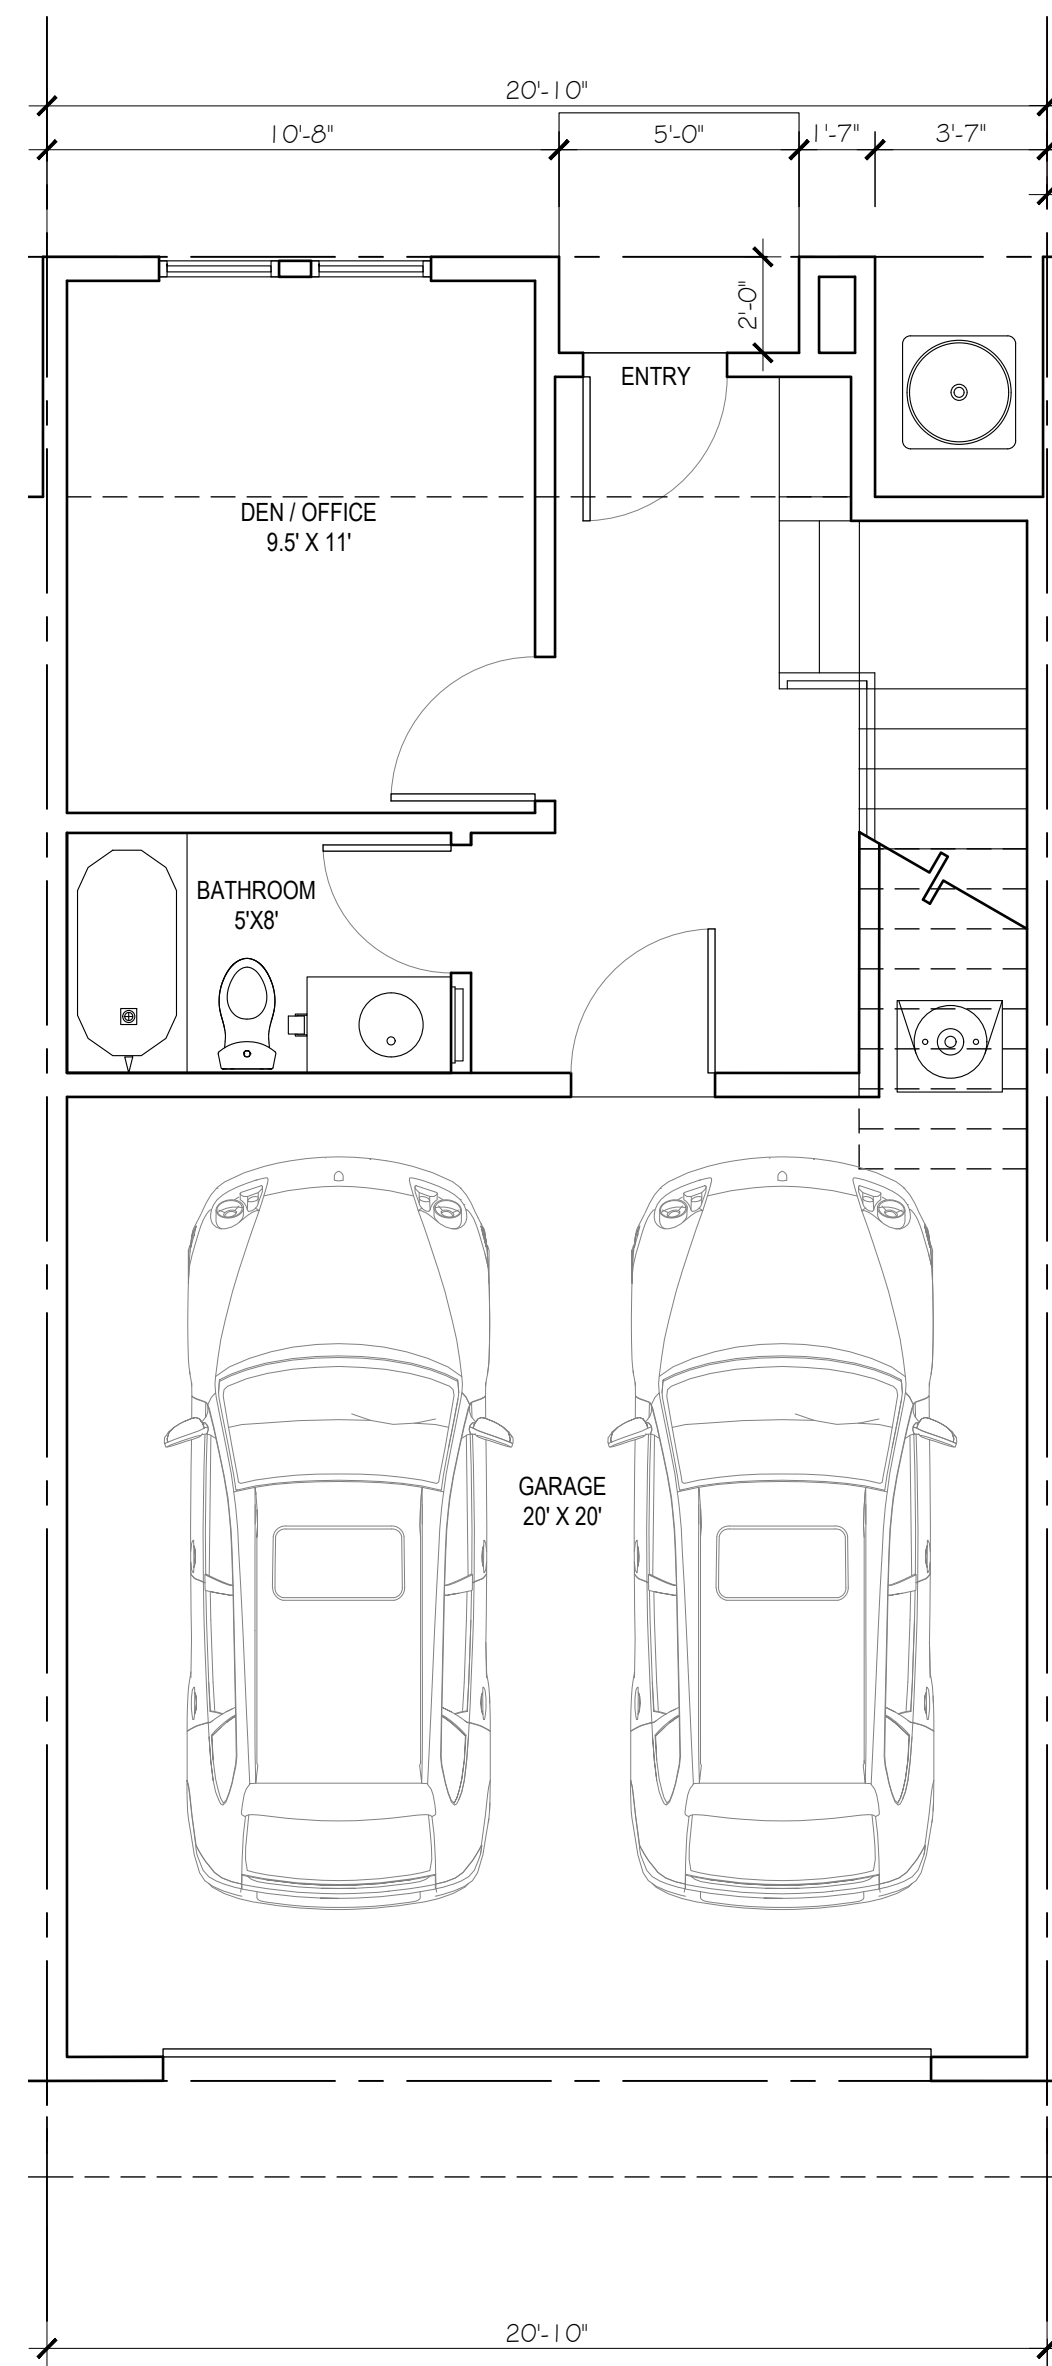 20'-10"
10'-8"
5'-0"
1'-7"
3'-7"
2'-0"
ENTRY
DEN / OFFICE
9.5' X 11'
BATHROOM
5'X8'
GARAGE
20' X 20'
20'-10"